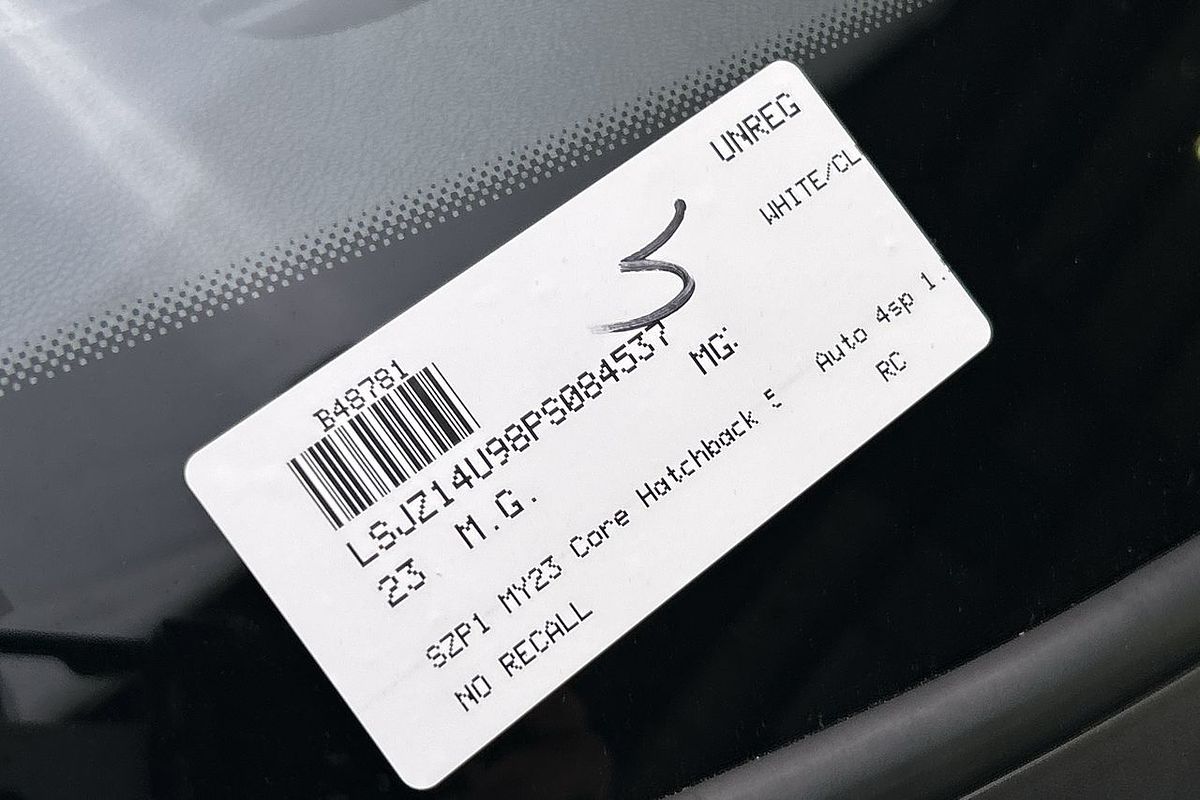 UNREG
B48781
5
WHITE/CL
LSJZ14U98PS084537
23 M.G. MG
SZP1 MY23 Core Hatchback 5 Auto 4sp 1.
NO RECALL RC